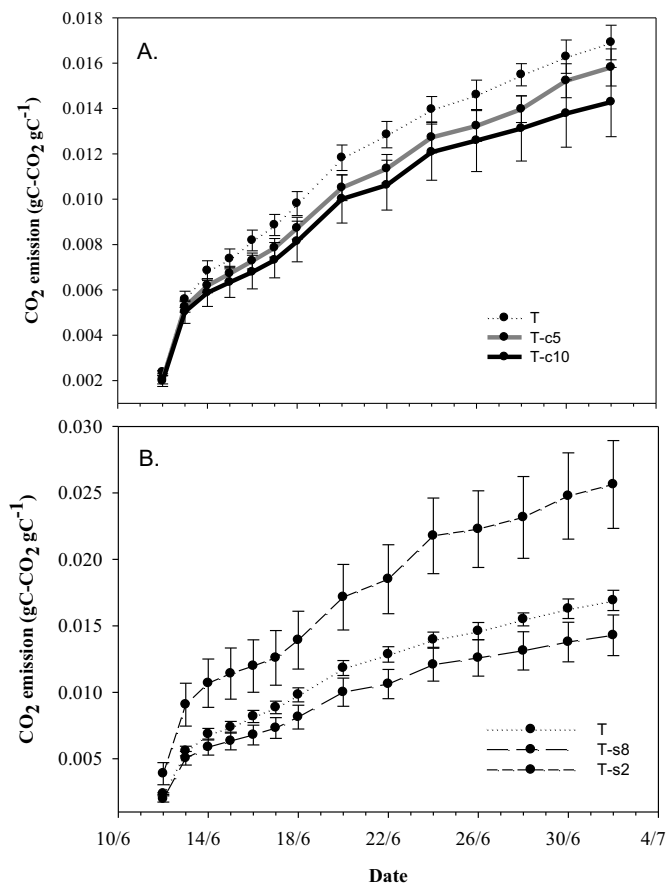 A.
0.018
0.016
0.014
0.012
0.010
0.008
0.006
0.004
0.002
CO2 emission (gC-CO2 gC-1)
T
T-c5
T-c10
B.
0.030
0.025
0.020
0.015
0.010
0.005
CO2 emission (gC-CO2 gC-1)
T
T-s8
T-s2
10/6 14/6 18/6 22/6 26/6 30/6 4/7
Date